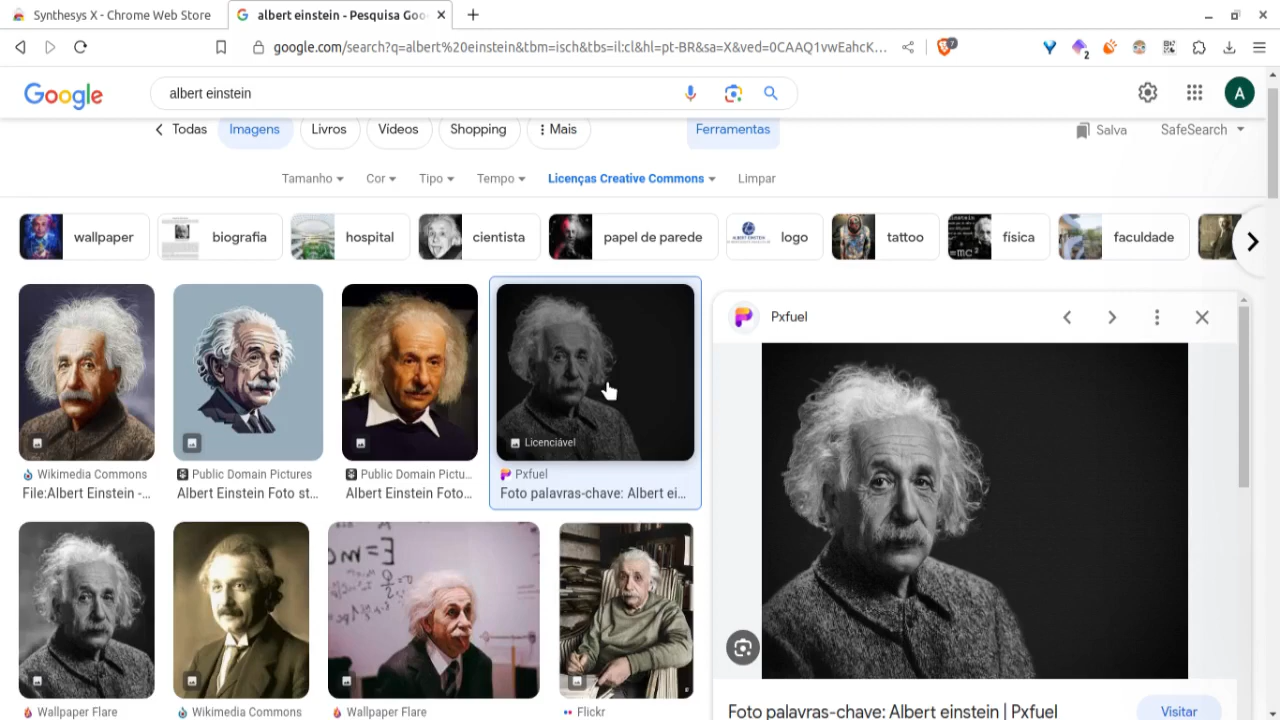 Synthesys X - Chrome Web Store
albert einstein - Pesquisa Goo
google.com/search?q=albert%20einstein&tbm=isch&tbs=il:cl&hl=pt-BR&sa=X&ved=0CAAQ1vwEahcK...
7
2
Google
albert einstein
A
Todas
Imagens
Livros
Vídeos
Shopping
Mais
Ferramentas
Salva
SafeSearch
Tamanho
Cor
Tipo
Tempo
Licenças Creative Commons
Limpar
wallpaper
biografia
hospital
cientista
papel de parede
logo
tattoo
física
faculdade
Pxfuel
Licenciável
Wikimedia Commons
File:Albert Einstein -...
Public Domain Pictures
Albert Einstein Foto st...
Public Domain Pictu...
Albert Einstein Foto...
Pxfuel
Foto palavras-chave: Albert ei...
Wallpaper Flare
Wikimedia Commons
Wallpaper Flare
Flickr
Foto palavras-chave: Albert einstein | Pxfuel
Visitar